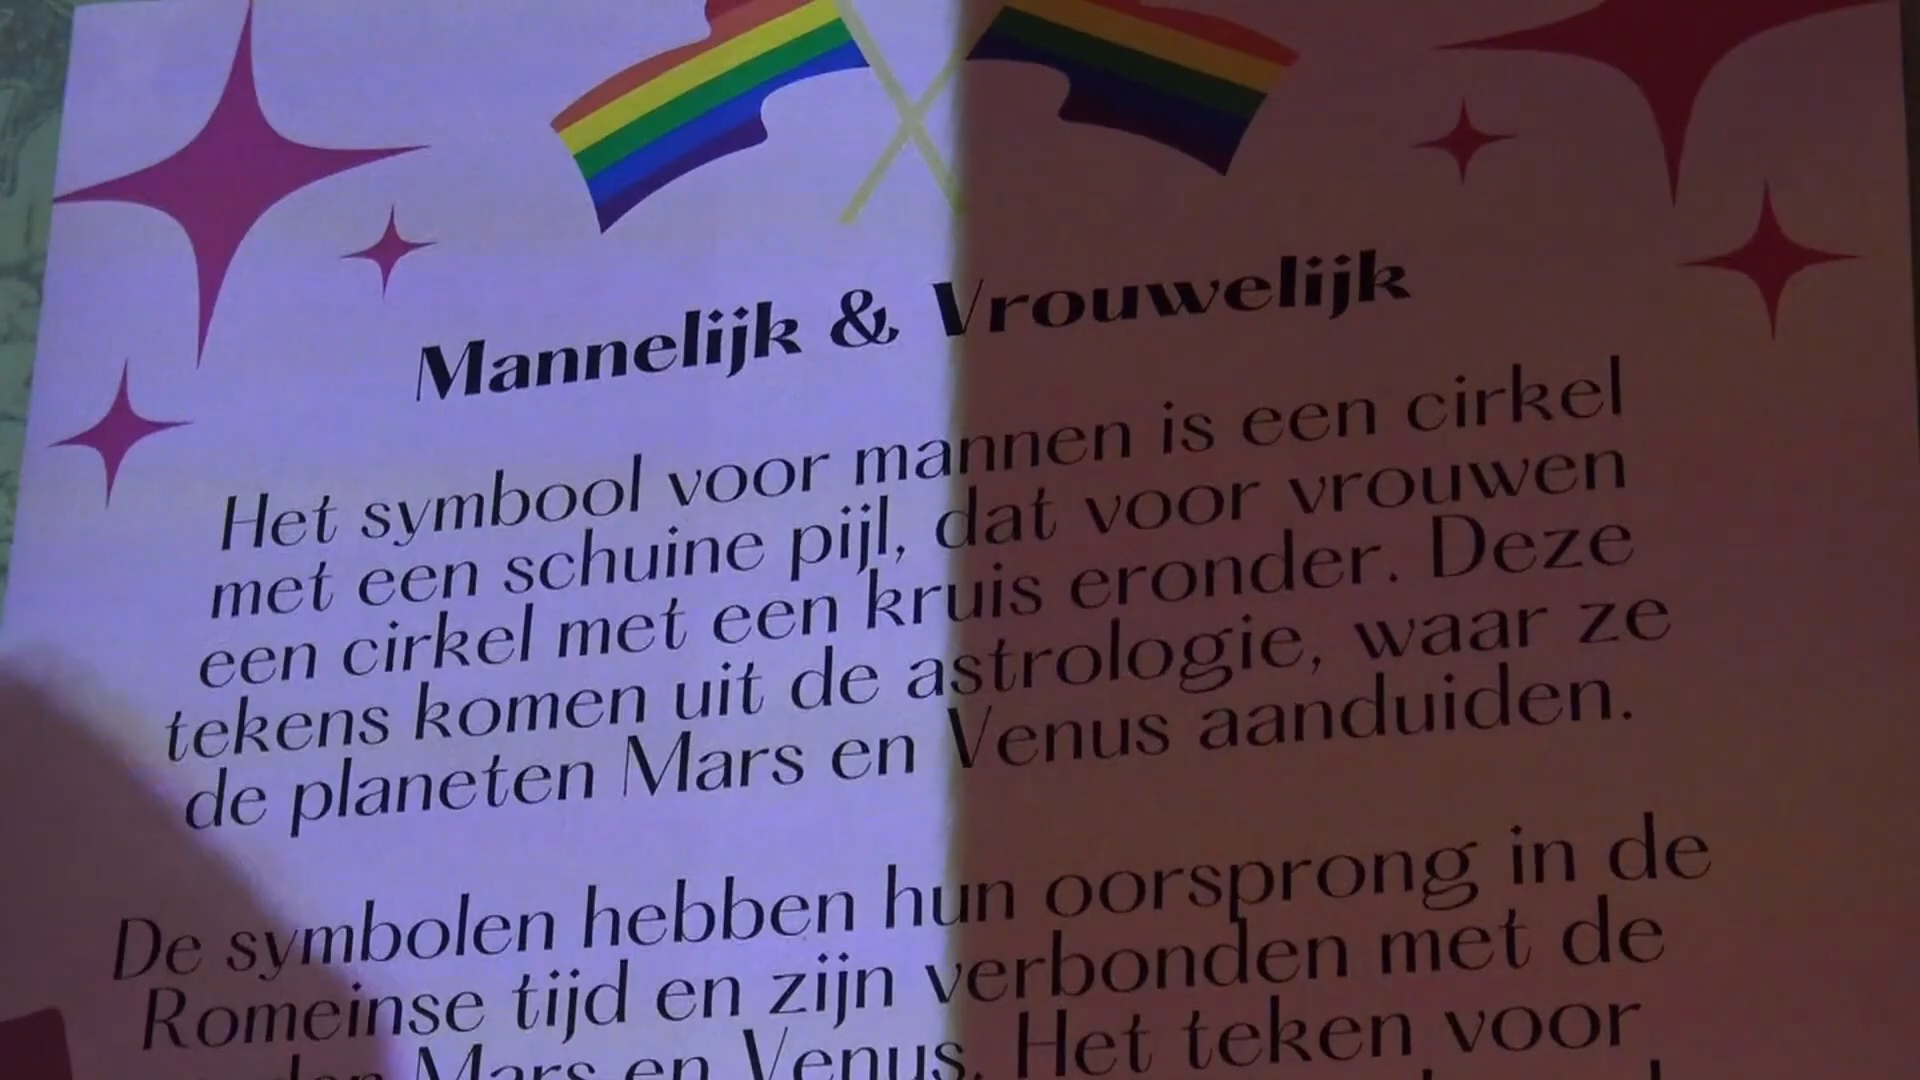 Mannelijk & Vrouwelijk
Het symbool voor mannen is een cirkel
met een schuine pijl, dat voor vrouwen
een cirkel met een kruis eronder. Deze
tekens komen uit de astrologie, waar ze
de planeten Mars en Venus aanduiden.
De symbolen hebben hun oorsprong in de
Romeinse tijd en zijn verbonden met de
Mars en Venus. Het teken voor